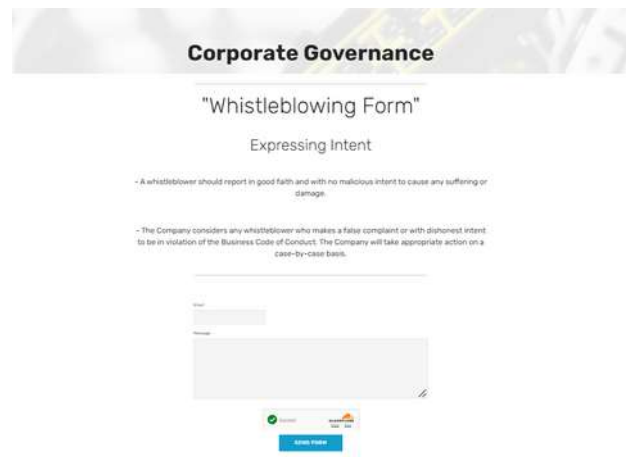 Corporate Governance
"Whistleblowing Form"
Expressing Intent
- A whistleblower should report in good faith and with no malicious intent to cause any suffering or
damage.
- The Company considers any whistleblower who makes a false complaint or with dishonest intent
to be in violation of the Business Code of Conduct. The Company will take appropriate action on a
case-by-case basis.
Email
Message
SEND FORM